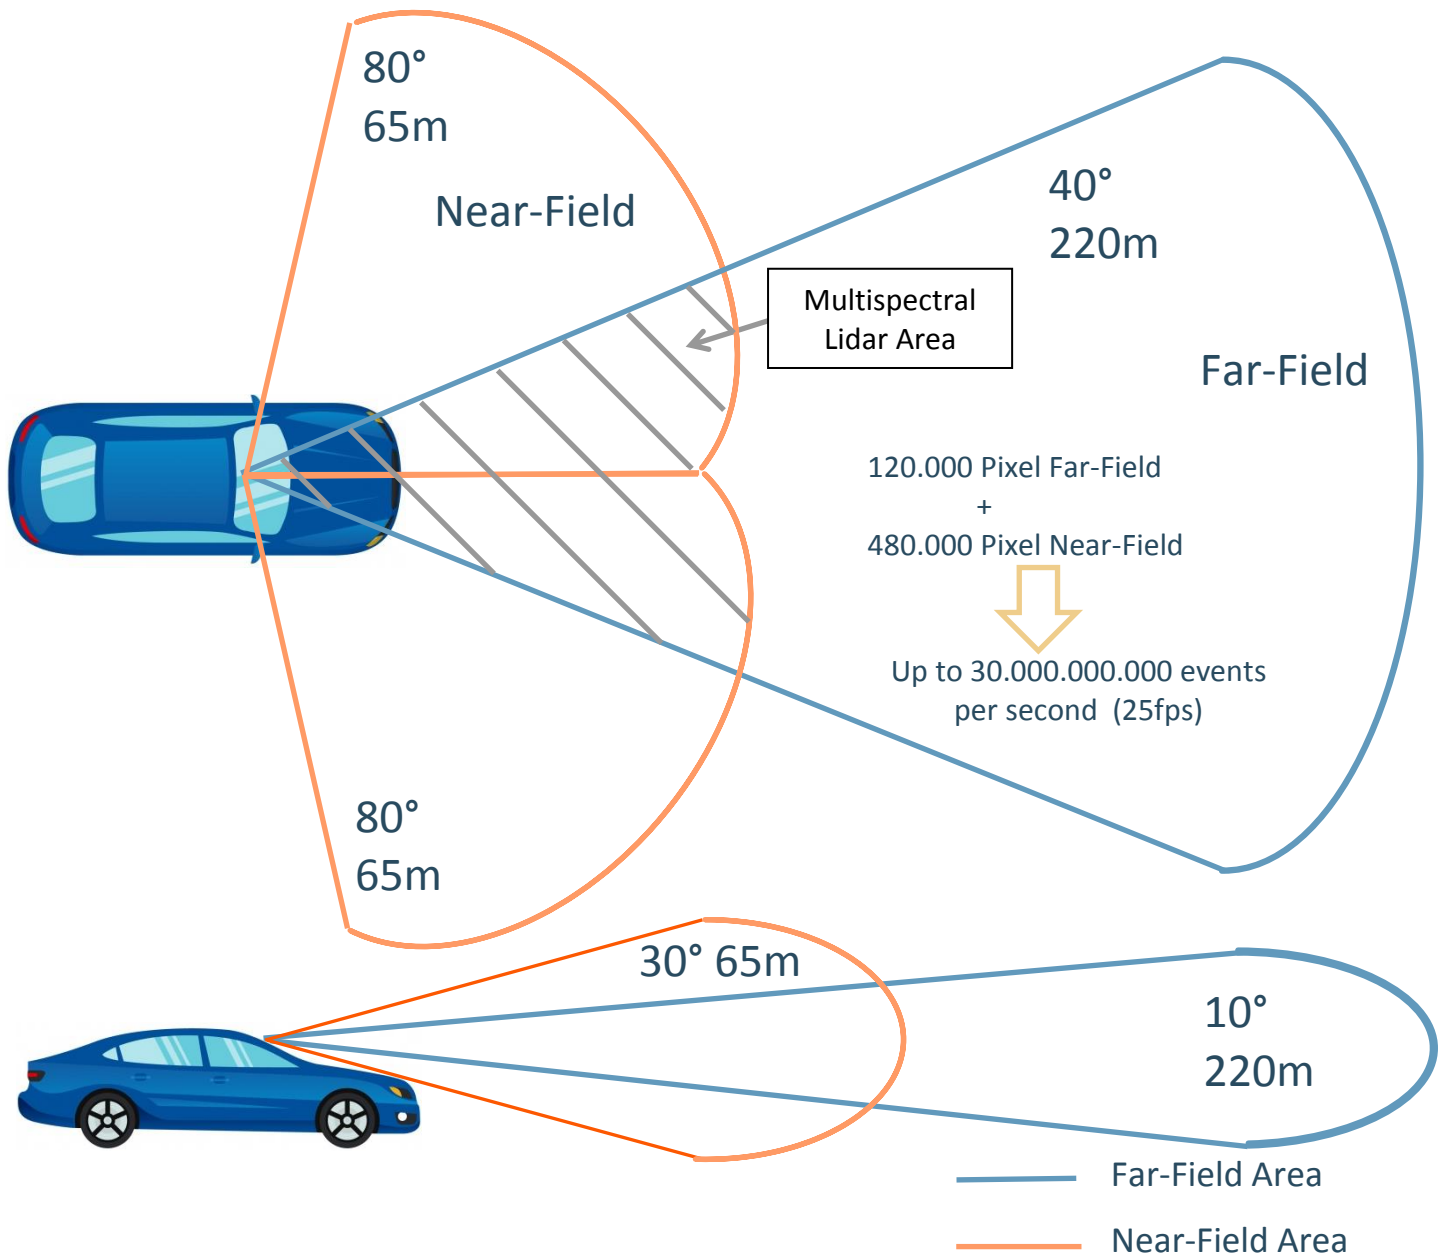 80°
65m
Near-Field
40°
220m
Multispectral
Lidar Area
Far-Field
120.000 Pixel Far-Field
+
480.000 Pixel Near-Field
Up to 30.000.000.000 events
per second (25fps)
80°
65m
30° 65m
10°
220m
Far-Field Area
Near-Field Area